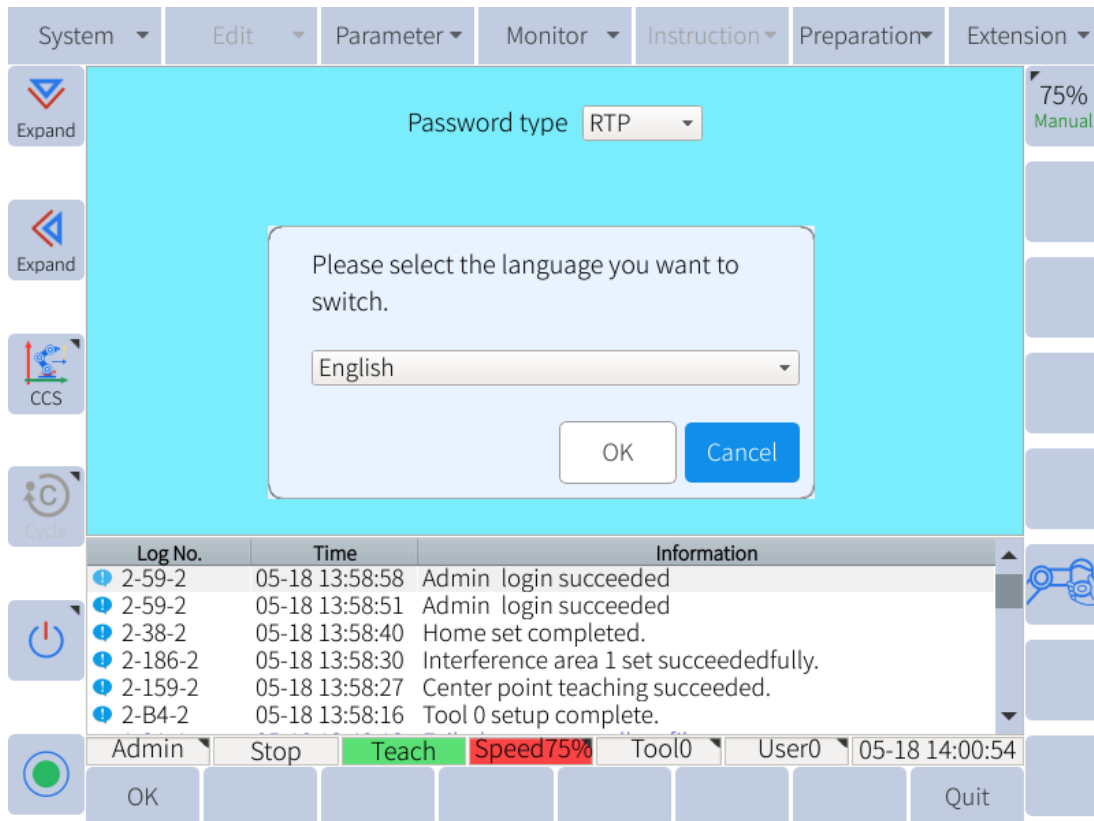 System Edit Parameter Monitor Instruction Preparation Extension
Expand
75%
Manual
Password type RTP
Expand
Please select the language you want to
switch.
English
CCS
OK Cancel
Cycle
Log No. Time Information
2-59-2 05-18 13:58:58 Admin login succeeded
2-59-2 05-18 13:58:51 Admin login succeeded
2-38-2 05-18 13:58:40 Home set completed.
2-186-2 05-18 13:58:30 Interference area 1 set succeededfully.
2-159-2 05-18 13:58:27 Center point teaching succeeded.
2-B4-2 05-18 13:58:16 Tool 0 setup complete.
Admin Stop Teach Speed75% Tool0 User0 05-18 14:00:54
OK Quit